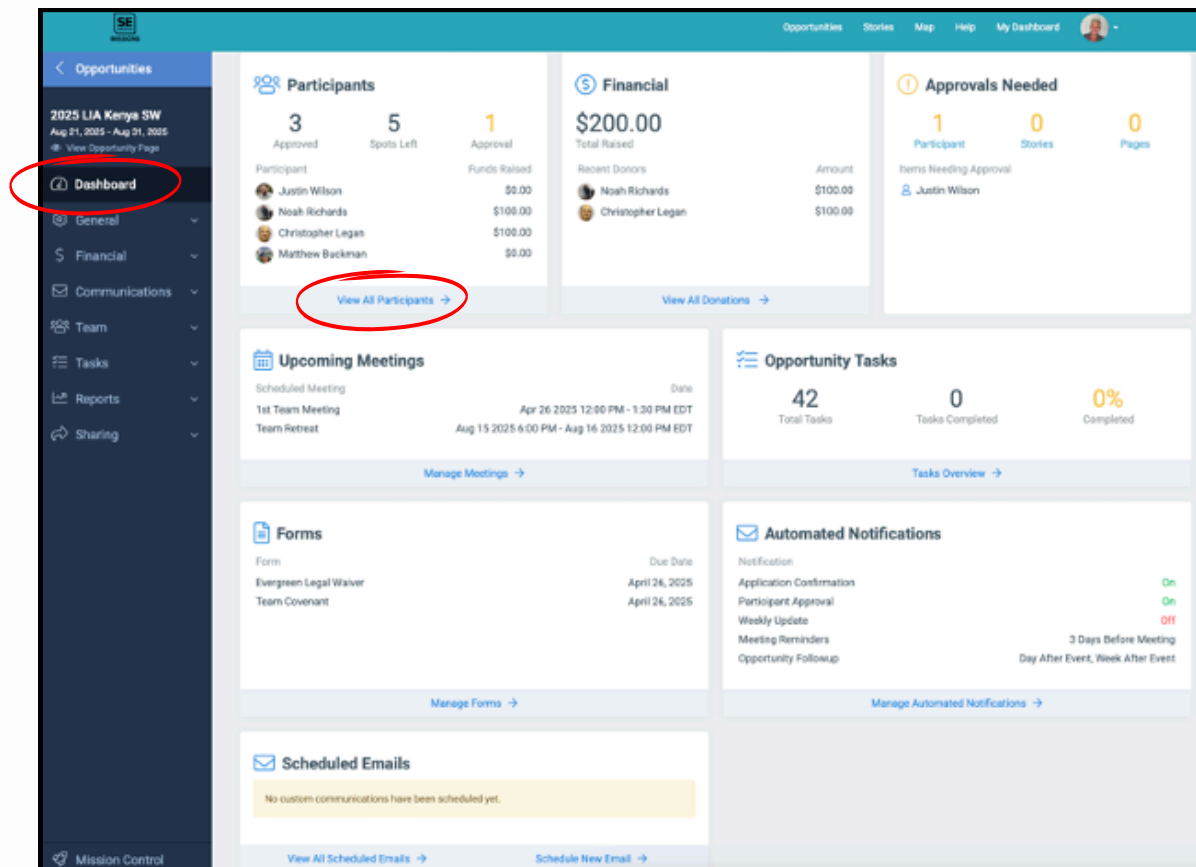 SE
MISSIONS
Opportunities Stories Map Help My Dashboard
Opportunities
2025 LIA Kenya SW
Aug 21, 2025 - Aug 31, 2025
View Opportunity Page
Dashboard
General
Financial
Communications
Team
Tasks
Reports
Sharing
Mission Control
Participants
3 5 1
Approved Spots Left Approval
Participant Funds Raised
Justin Wilson $0.00
Noah Richards $100.00
Christopher Legan $100.00
Matthew Buckman $0.00
View All Participants →
Financial
$200.00
Total Raised
Recent Donors Amount
Noah Richards $100.00
Christopher Legan $100.00
View All Donations →
Approvals Needed
1 0 0
Participant Stories Pages
Items Needing Approval
Justin Wilson
Upcoming Meetings
Scheduled Meeting Date
1st Team Meeting Apr 26 2025 12:00 PM - 1:30 PM EDT
Team Retreat Aug 15 2025 6:00 PM - Aug 16 2025 12:00 PM EDT
Manage Meetings →
Opportunity Tasks
42 0 0%
Total Tasks Tasks Completed Completed
Tasks Overview →
Forms
Form Due Date
Evergreen Legal Waiver April 26, 2025
Team Covenant April 26, 2025
Manage Forms →
Automated Notifications
Notification
Application Confirmation On
Participant Approval On
Weekly Update Off
Meeting Reminders 3 Days Before Meeting
Opportunity Followup Day After Event, Week After Event
Manage Automated Notifications →
Scheduled Emails
No custom communications have been scheduled yet.
View All Scheduled Emails → Schedule New Email →